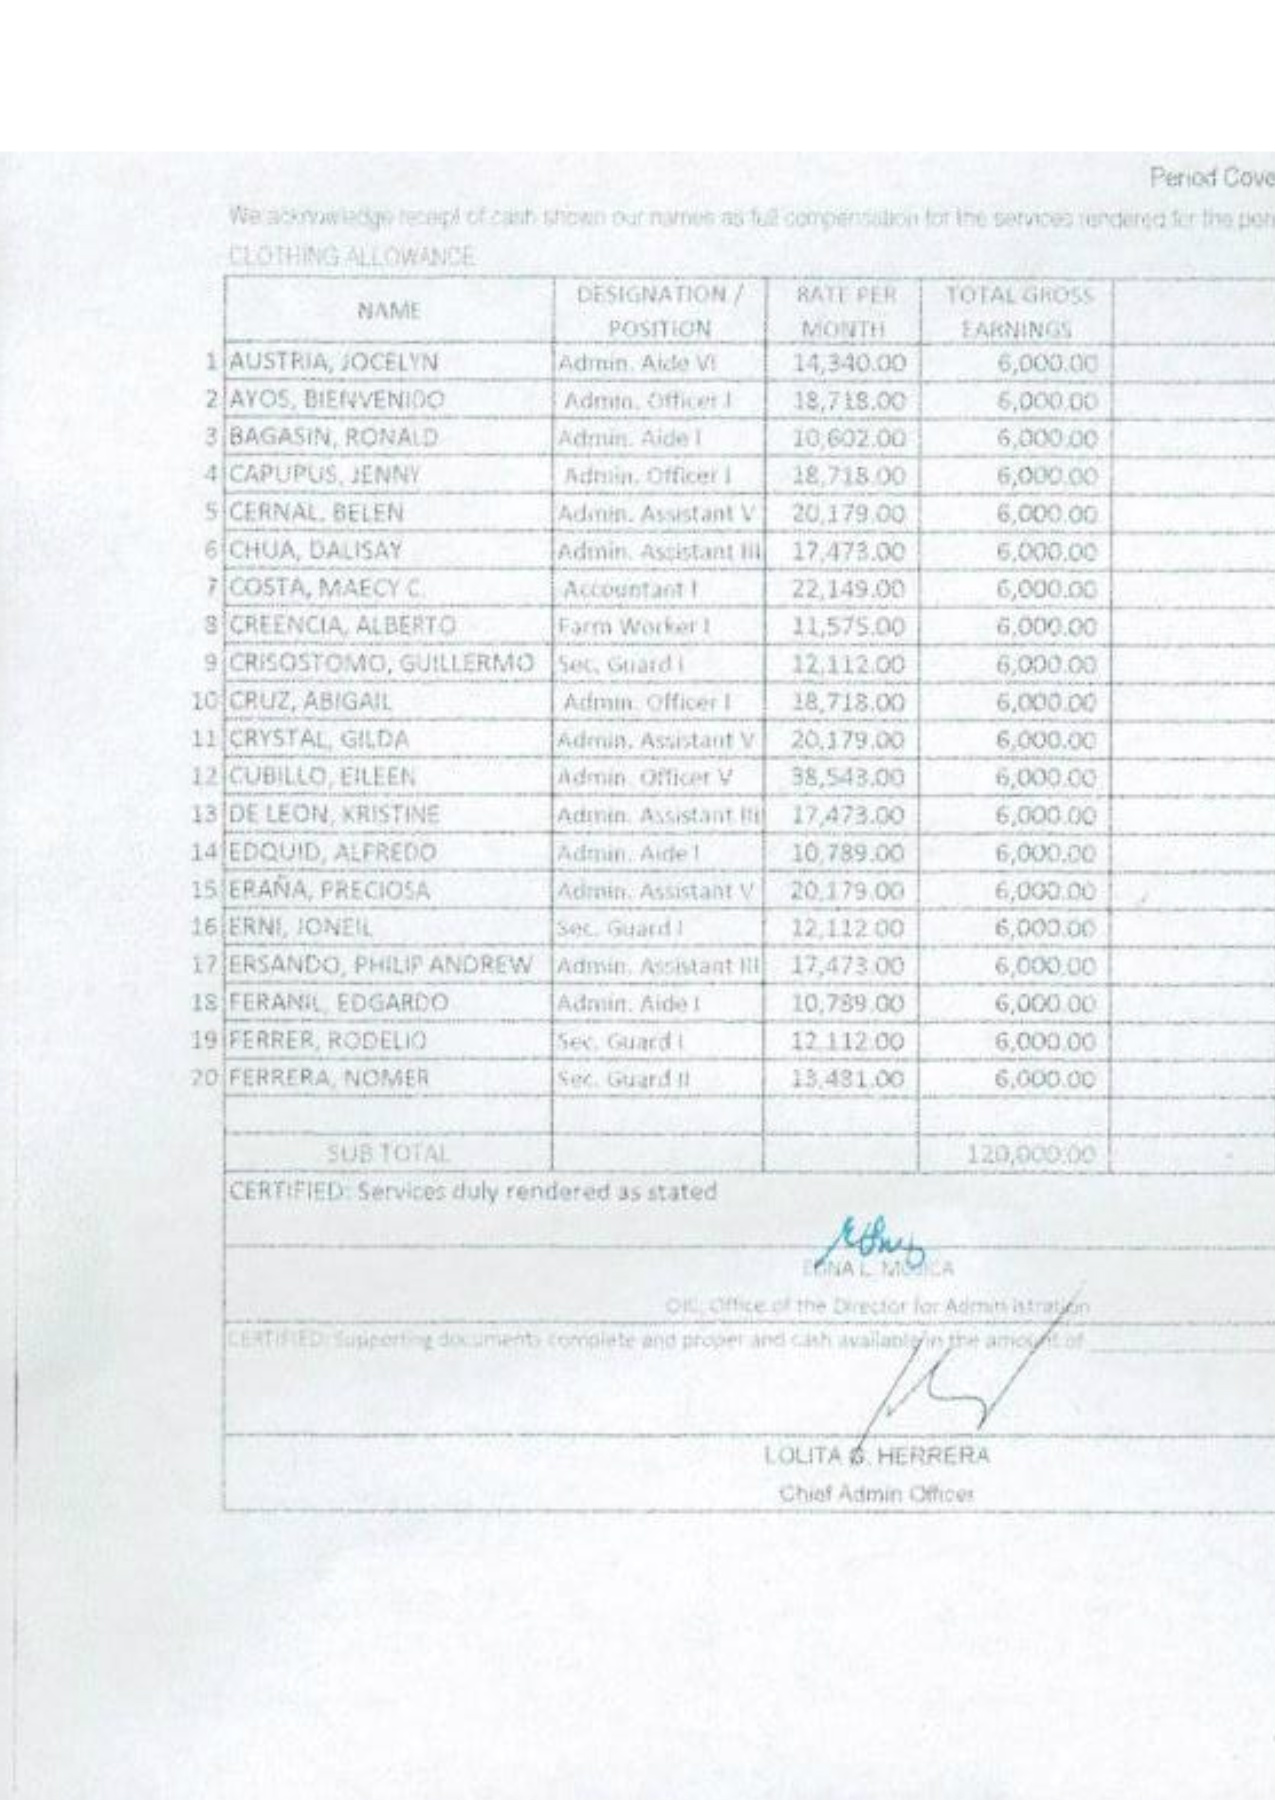 Period Cove
We acknowledge receipt of cash shown our names as full compensation for the services rendered for the peri
CLOTHING ALLOWANCE
NAME DESIGNATION / POSITION RATE PER MONTH TOTAL GROSS EARNINGS
1 AUSTRIA, JOCELYN Admin. Aide VI 14,340.00 6,000.00
2 AYOS, BIENVENIDO Admin. Officer I 18,718.00 6,000.00
3 BAGASIN, RONALD Admin. Aide I 10,602.00 6,000.00
4 CAPUPUS, JENNY Admin. Officer I 18,718.00 6,000.00
5 CERNAL, BELEN Admin. Assistant V 20,179.00 6,000.00
6 CHUA, DALISAY Admin. Assistant III 17,473.00 6,000.00
7 COSTA, MAECY C. Accountant I 22,149.00 6,000.00
8 CREENCIA, ALBERTO Farm Worker I 11,575.00 6,000.00
9 CRISOSTOMO, GUILLERMO Sec. Guard I 12,112.00 6,000.00
10 CRUZ, ABIGAIL Admin. Officer I 18,718.00 6,000.00
11 CRYSTAL, GILDA Admin. Assistant V 20,179.00 6,000.00
12 CUBILLO, EILEEN Admin. Officer V 38,543.00 6,000.00
13 DE LEON, KRISTINE Admin. Assistant III 17,473.00 6,000.00
14 EDQUID, ALFREDO Admin. Aide I 10,789.00 6,000.00
15 ERAÑA, PRECIOSA Admin. Assistant V 20,179.00 6,000.00
16 ERNI, JONEIL Sec. Guard I 12,112.00 6,000.00
17 ERSANDO, PHILIP ANDREW Admin. Assistant III 17,473.00 6,000.00
18 FERANIL, EDGARDO Admin. Aide I 10,789.00 6,000.00
19 FERRER, RODELIO Sec. Guard I 12,112.00 6,000.00
20 FERRERA, NOMER Sec. Guard II 13,481.00 6,000.00
SUB TOTAL 120,000.00
CERTIFIED: Services duly rendered as stated
EDNA L. MOJICA
OIC, Office of the Director for Administration
CERTIFIED: Supporting documents complete and proper and cash available in the amount of
LOLITA G. HERRERA
Chief Admin Officer